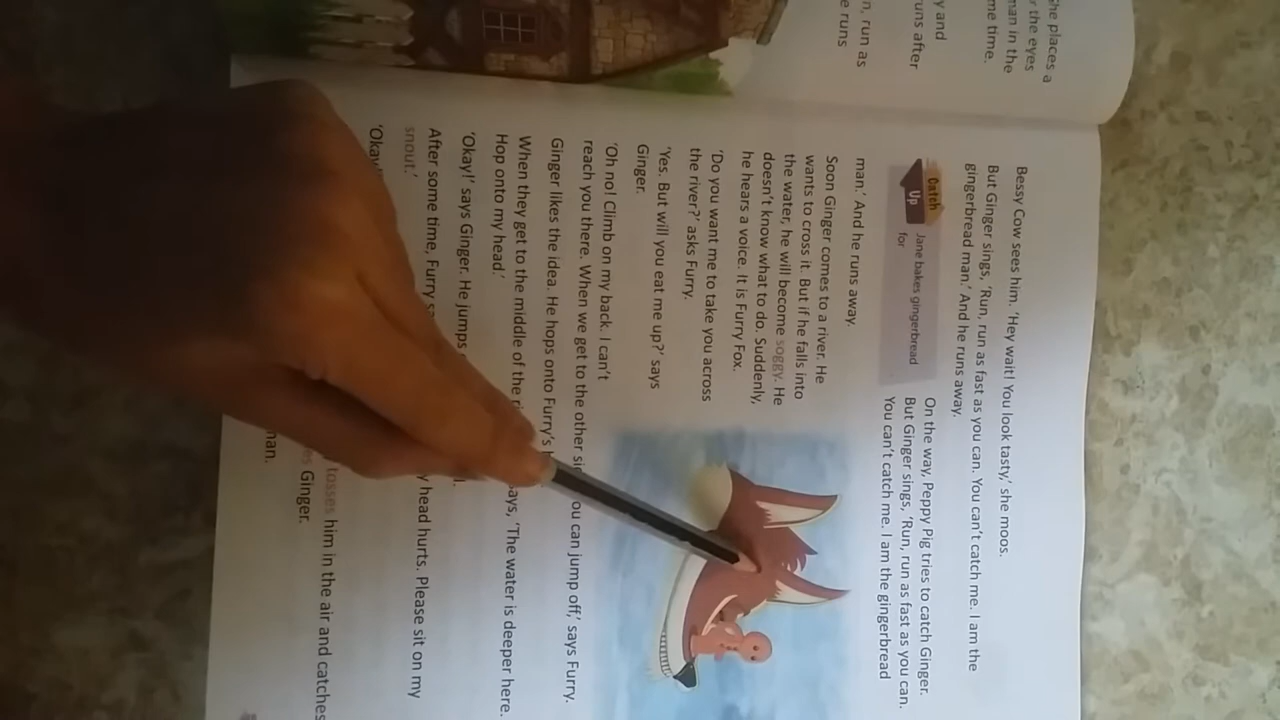 he places a
r the eyes
man in the
me time.
y and
runs after
n, run as
e runs
Bessy Cow sees him. 'Hey wait! You look tasty,' she moos.
But Ginger sings, 'Run, run as fast as you can. You can't catch me. I am the
gingerbread man.' And he runs away.
Catch
Up
Jane bakes gingerbread
for
On the way, Peppy Pig tries to catch Ginger.
But Ginger sings, 'Run, run as fast as you can.
You can't catch me. I am the gingerbread
man.' And he runs away.
Soon Ginger comes to a river. He
wants to cross it. But if he falls into
the water, he will become soggy. He
doesn't know what to do. Suddenly,
he hears a voice. It is Furry Fox.
'Do you want me to take you across
the river?' asks Furry.
'Yes. But will you eat me up?' says
Ginger.
'Oh no! Climb on my back. I can't
reach you there. When we get to the other si ou can jump off,' says Furry.
Ginger likes the idea. He hops onto Furry's
When they get to the middle of the ri ays, 'The water is deeper here.
Hop onto my head.'
'Okay!' says Ginger. He jumps
After some time, Furry s y head hurts. Please sit on my
snout.'
'Okay
tosses him in the air and catches
es Ginger.
man.